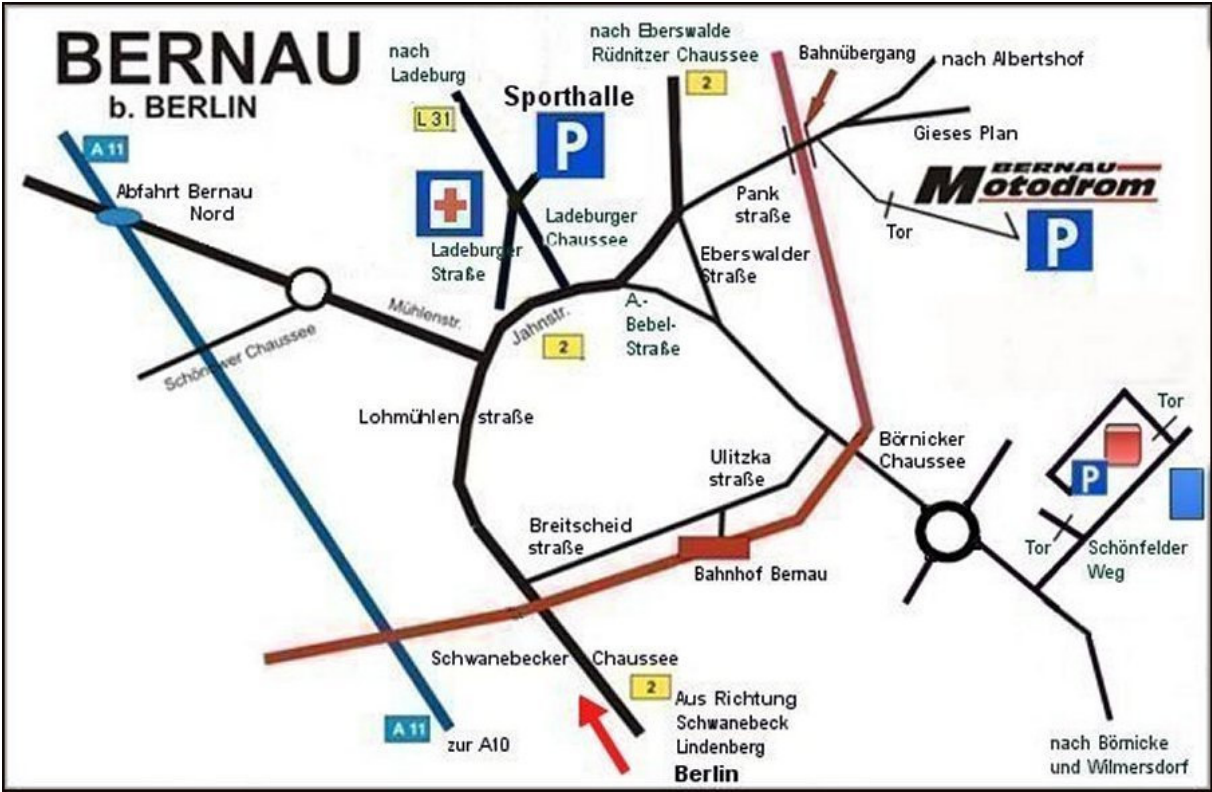 BERNAU
b. BERLIN
nach
Ladeburg
L 31
Sporthalle
P
nach Eberswalde
Rüdnitzer Chaussee
2
Bahnübergang
nach Albertshof
Gieses Plan
BERNAU
Motodrom
P
Tor
Pank
straße
A 11
Abfahrt Bernau
Nord
Ladeburger
Chaussee
Ladeburger
Straße
Eberswalder
Straße
Mühlenstr.
Jahnstr.
2
A.-
Bebel-
Straße
Schönower Chaussee
Lohmühlen straße
Ulitzka
straße
Börnicker
Chaussee
Tor
P
Breitscheid
straße
Tor
Schönfelder
Weg
Bahnhof Bernau
Schwanebecker Chaussee
2
Aus Richtung
Schwanebeck
Lindenberg
Berlin
A 11
zur A10
nach Börnicke
und Wilmersdorf